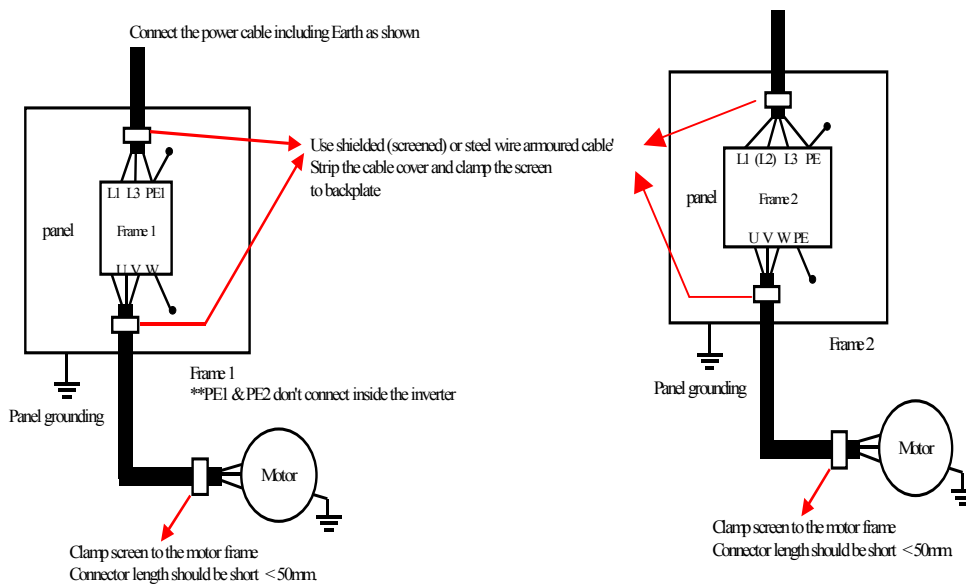 Connect the power cable including Earth as shown
Use shielded (screened) or steel wire armoured cable'
Strip the cable cover and clamp the screen
to backplate
L1 L3 PE1
panel
Frame 1
U V W
Frame 1
**PE1 & PE2 don't connect inside the inverter
Panel grounding
Motor
Clamp screen to the motor frame
Connector length should be short <50mm.
L1 (L2) L3 PE
panel
Frame 2
U V W PE
Frame 2
Panel grounding
Motor
Clamp screen to the motor frame
Connector length should be short <50mm.